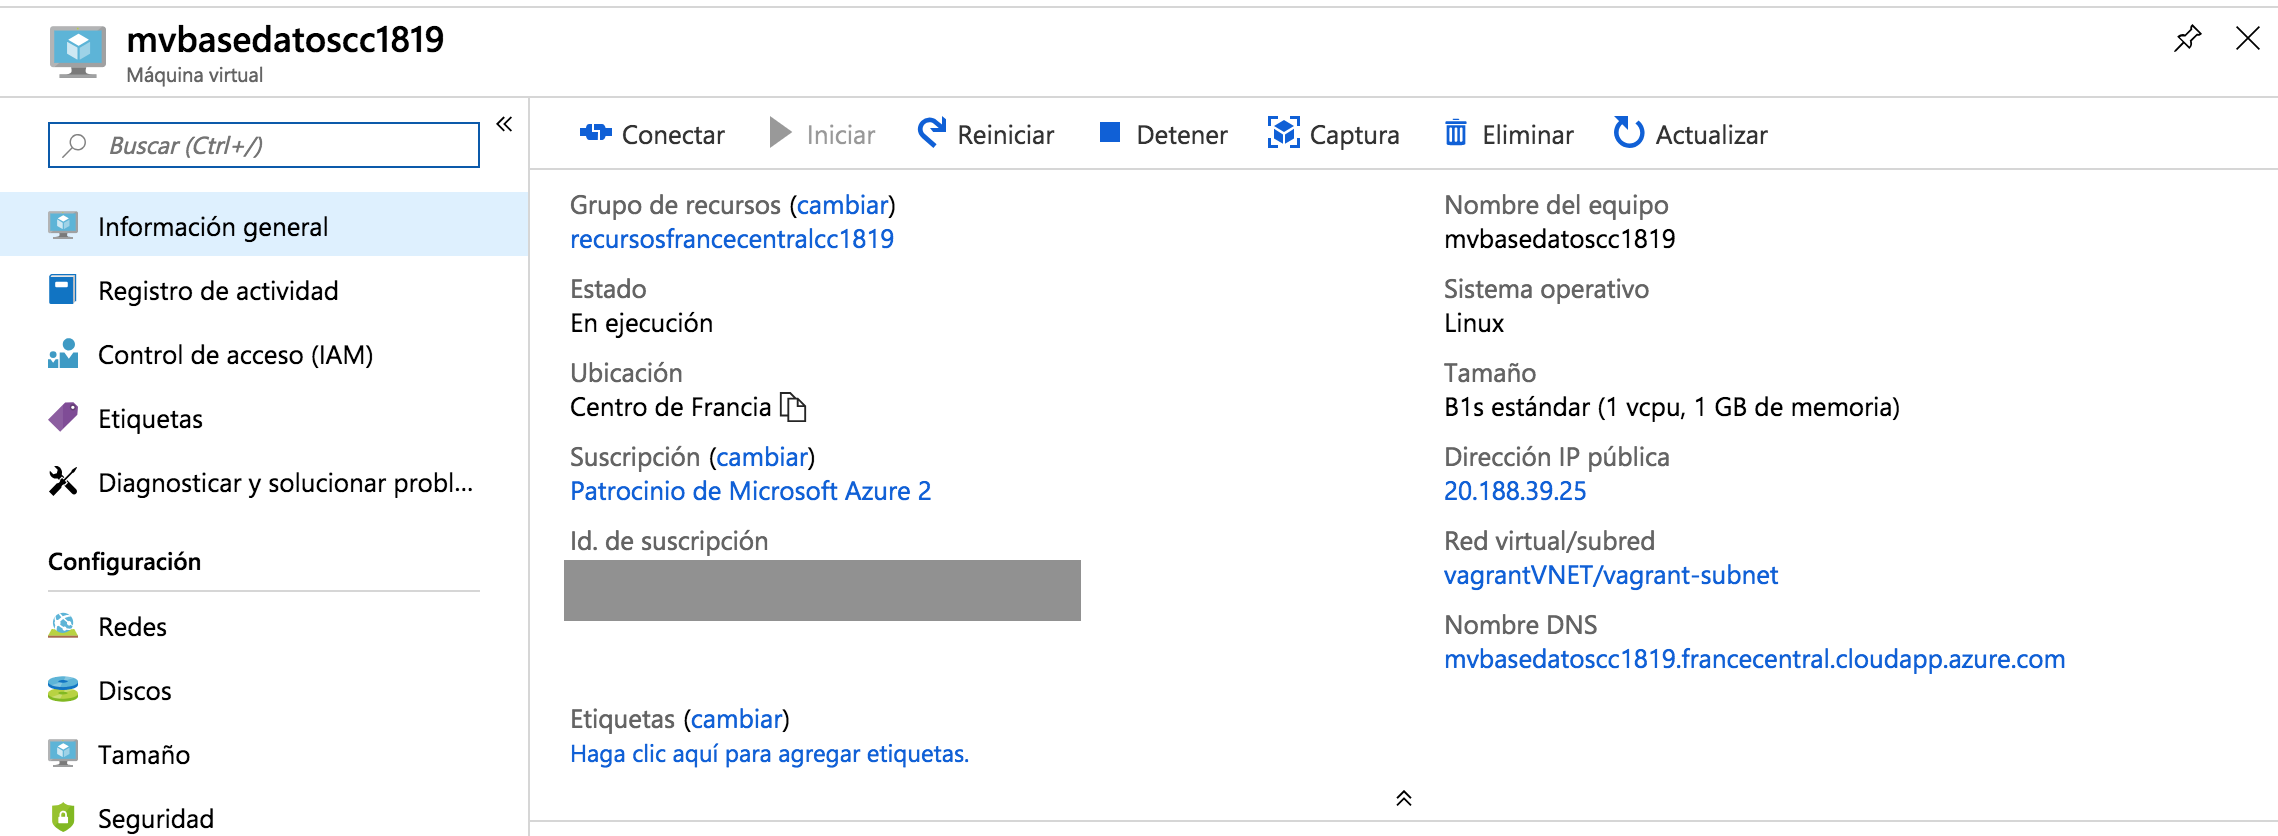 mvbasedatoscc1819
Máquina virtual
Buscar (Ctrl+/)
Información general
Registro de actividad
Control de acceso (IAM)
Etiquetas
Diagnosticar y solucionar probl...
Configuración
Redes
Discos
Tamaño
Seguridad
Conectar Iniciar Reiniciar Detener Captura Eliminar Actualizar
Grupo de recursos (cambiar)
recursosfrancecentralcc1819
Estado
En ejecución
Ubicación
Centro de Francia
Suscripción (cambiar)
Patrocinio de Microsoft Azure 2
Id. de suscripción
Etiquetas (cambiar)
Haga clic aquí para agregar etiquetas.
Nombre del equipo
mvbasedatoscc1819
Sistema operativo
Linux
Tamaño
B1s estándar (1 vcpu, 1 GB de memoria)
Dirección IP pública
20.188.39.25
Red virtual/subred
vagrantVNET/vagrant-subnet
Nombre DNS
mvbasedatoscc1819.francecentral.cloudapp.azure.com